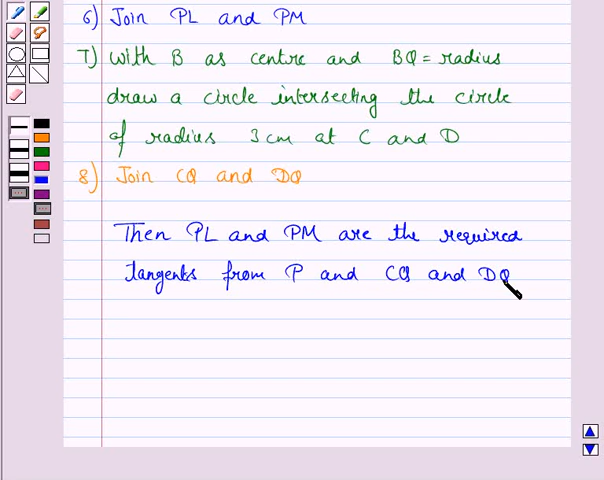 6) Join PL and PM
7) With B as centre and BQ = radius
draw a circle intersecting the circle
of radius 3 cm at C and D
8) Join CQ and DQ
Then PL and PM are the required
tangents from P and CQ and DQ